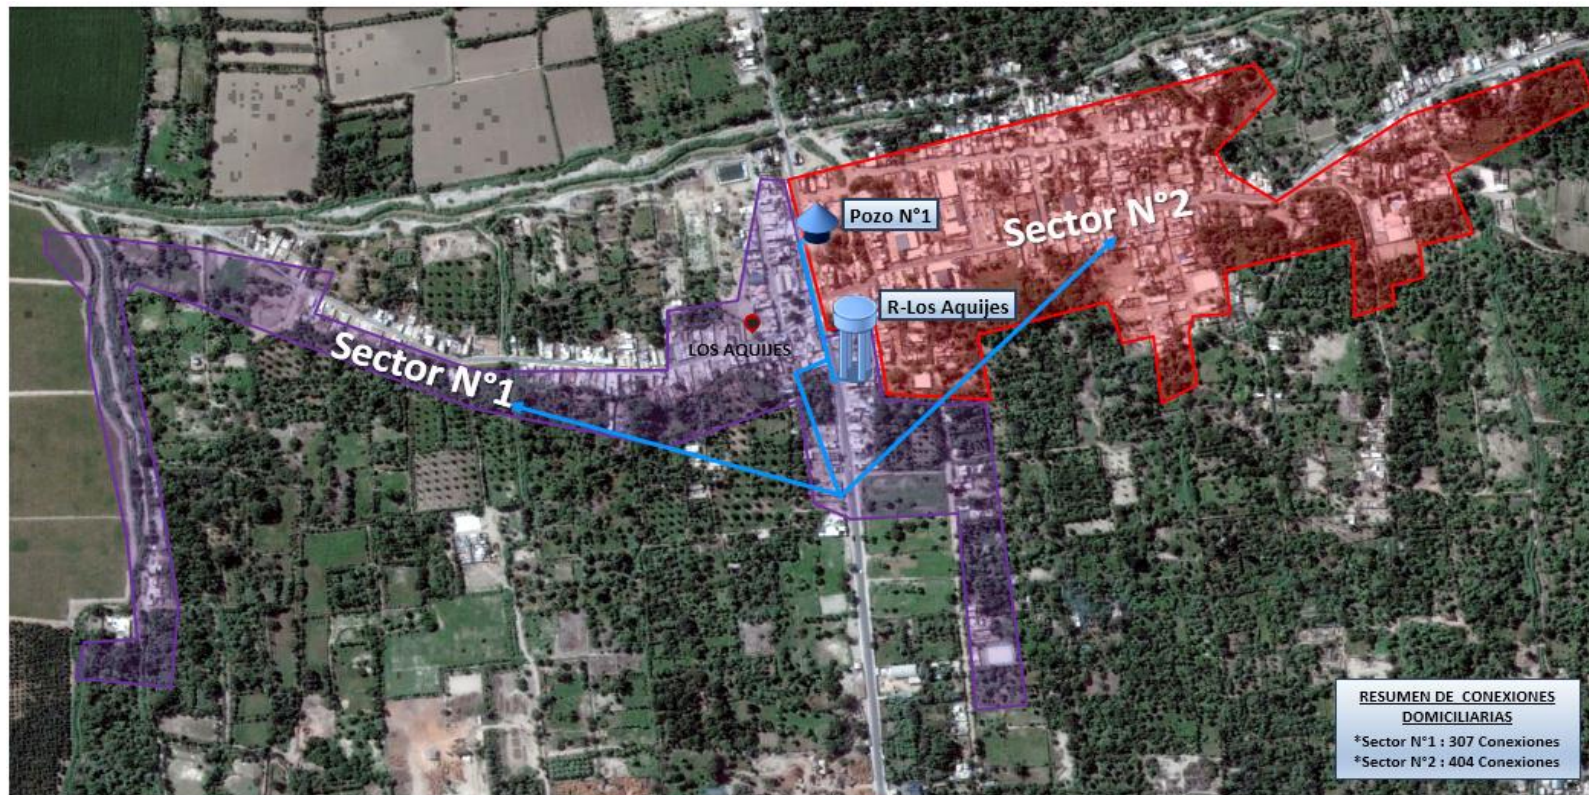 Sector N°2
Pozo N°1
R-Los Aquijes
LOS AQUIJES
Sector N°1
RESUMEN DE CONEXIONES
DOMICILIARIAS
*Sector N°1 : 307 Conexiones
*Sector N°2 : 404 Conexiones